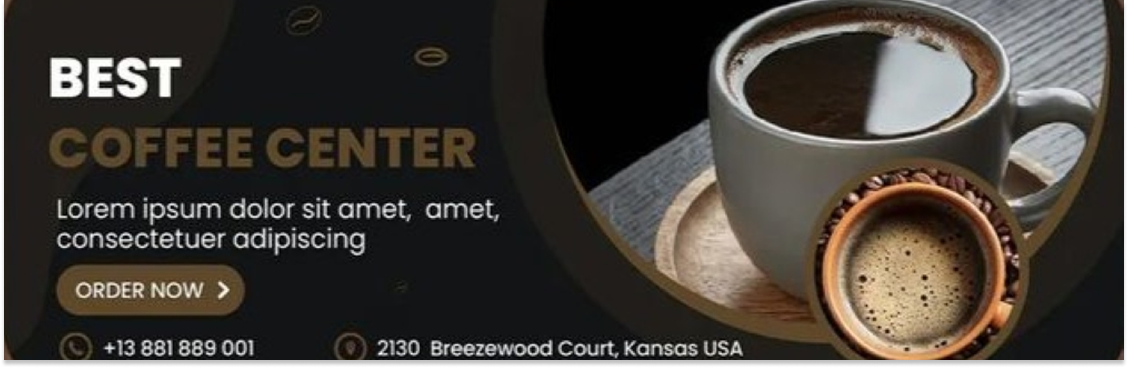 BEST
COFFEE CENTER
Lorem ipsum dolor sit amet, amet,
consectetuer adipiscing
ORDER NOW
+13 881 889 001
2130 Breezewood Court, Kansas USA